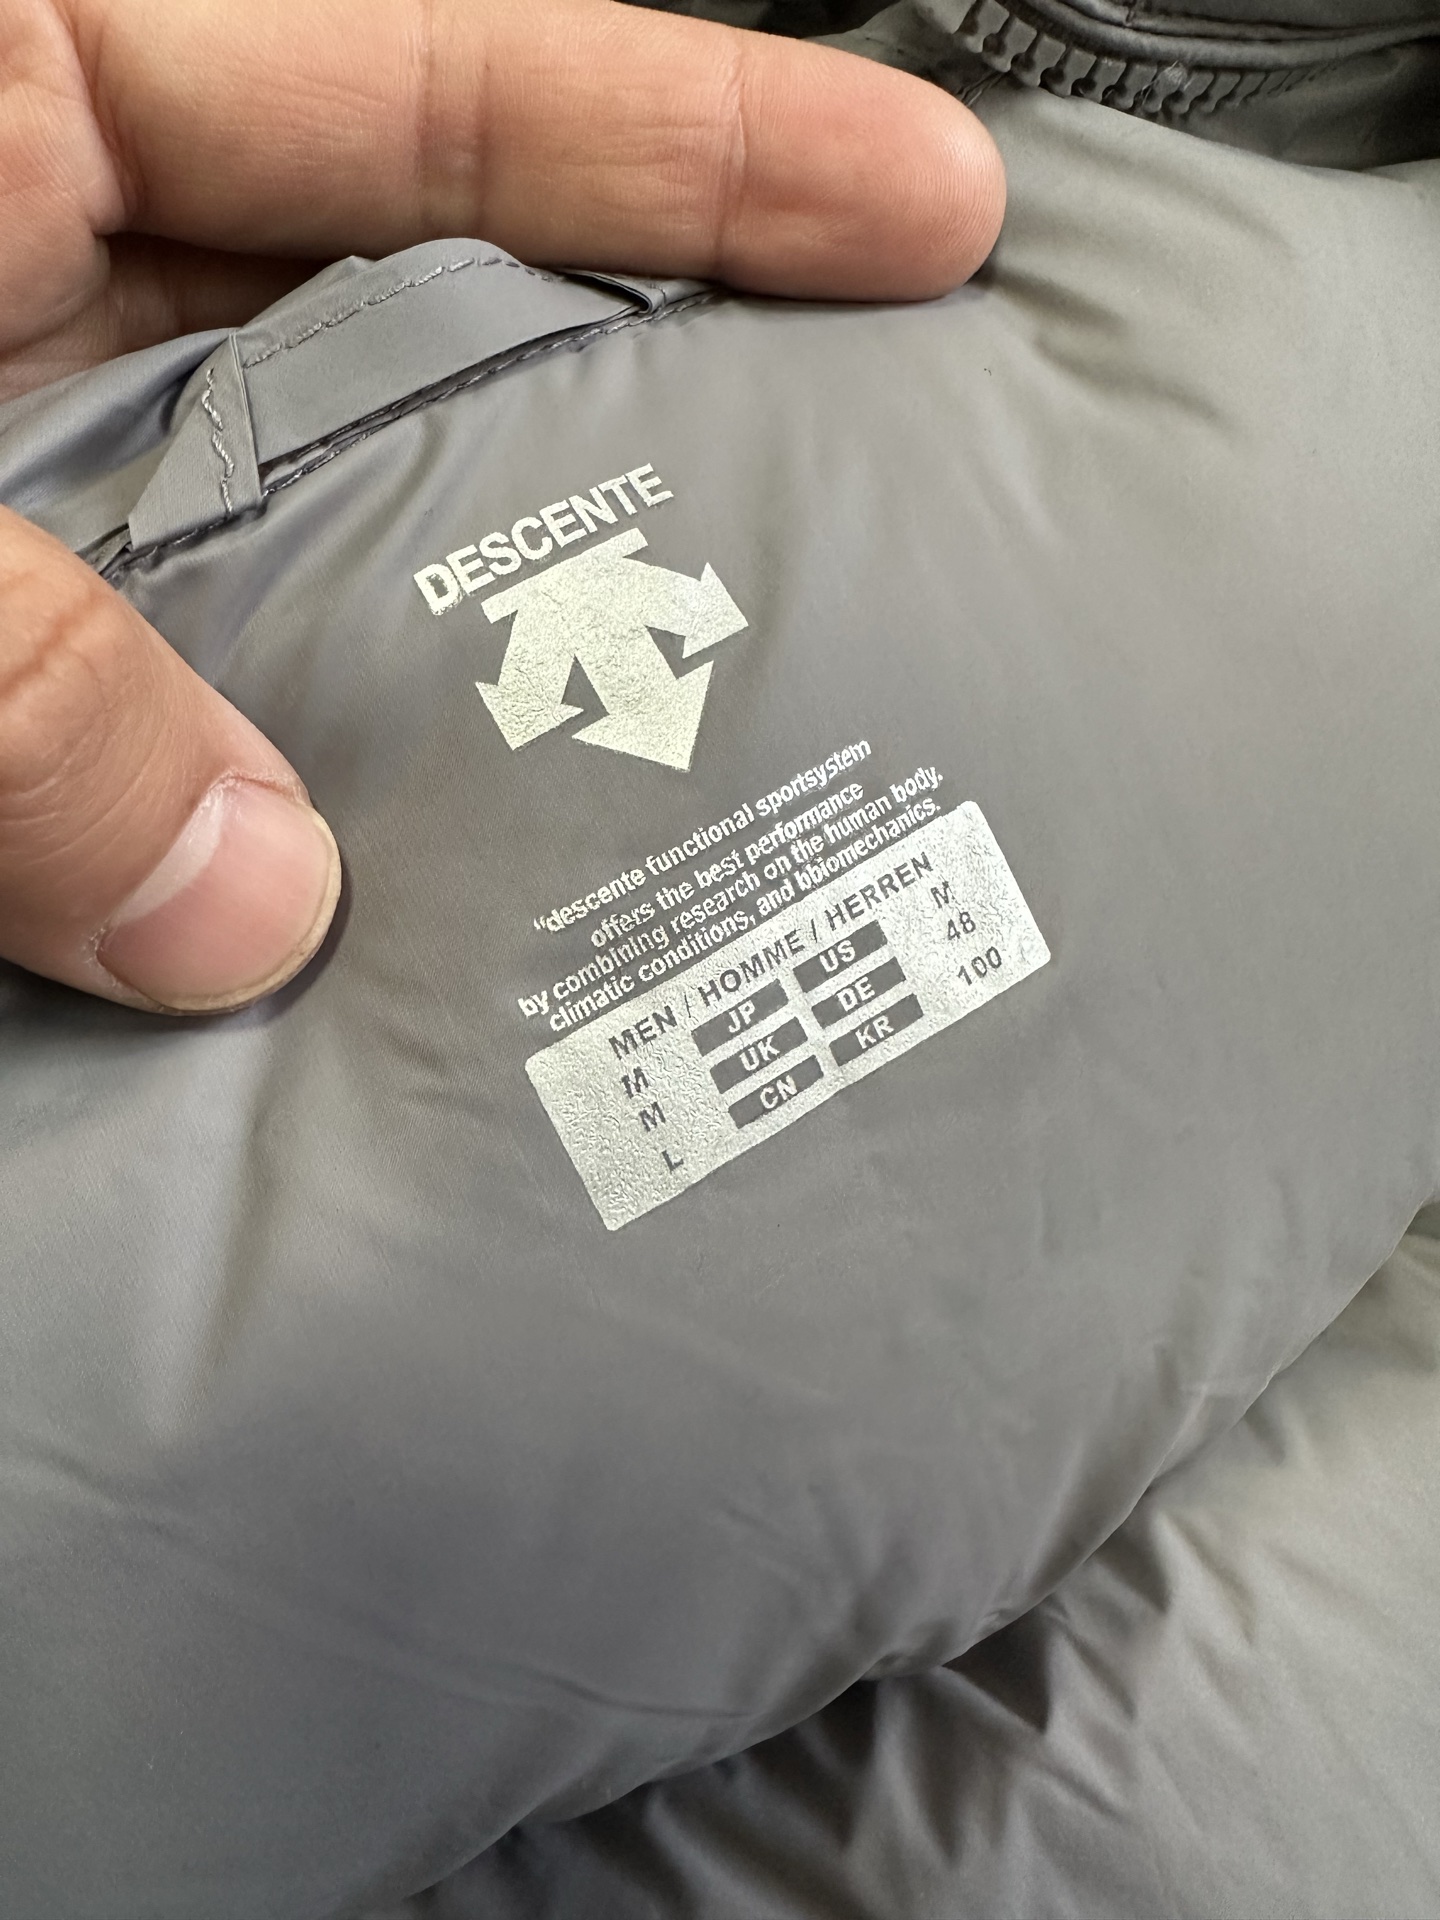 DESCENTE
"descente functional sportsystem
offers the best performance
by combining research on the human body,
climatic conditions, and bbiomechanics.
MEN / HOMME / HERREN
M JP US M
M UK DE 48
L CN KR 100